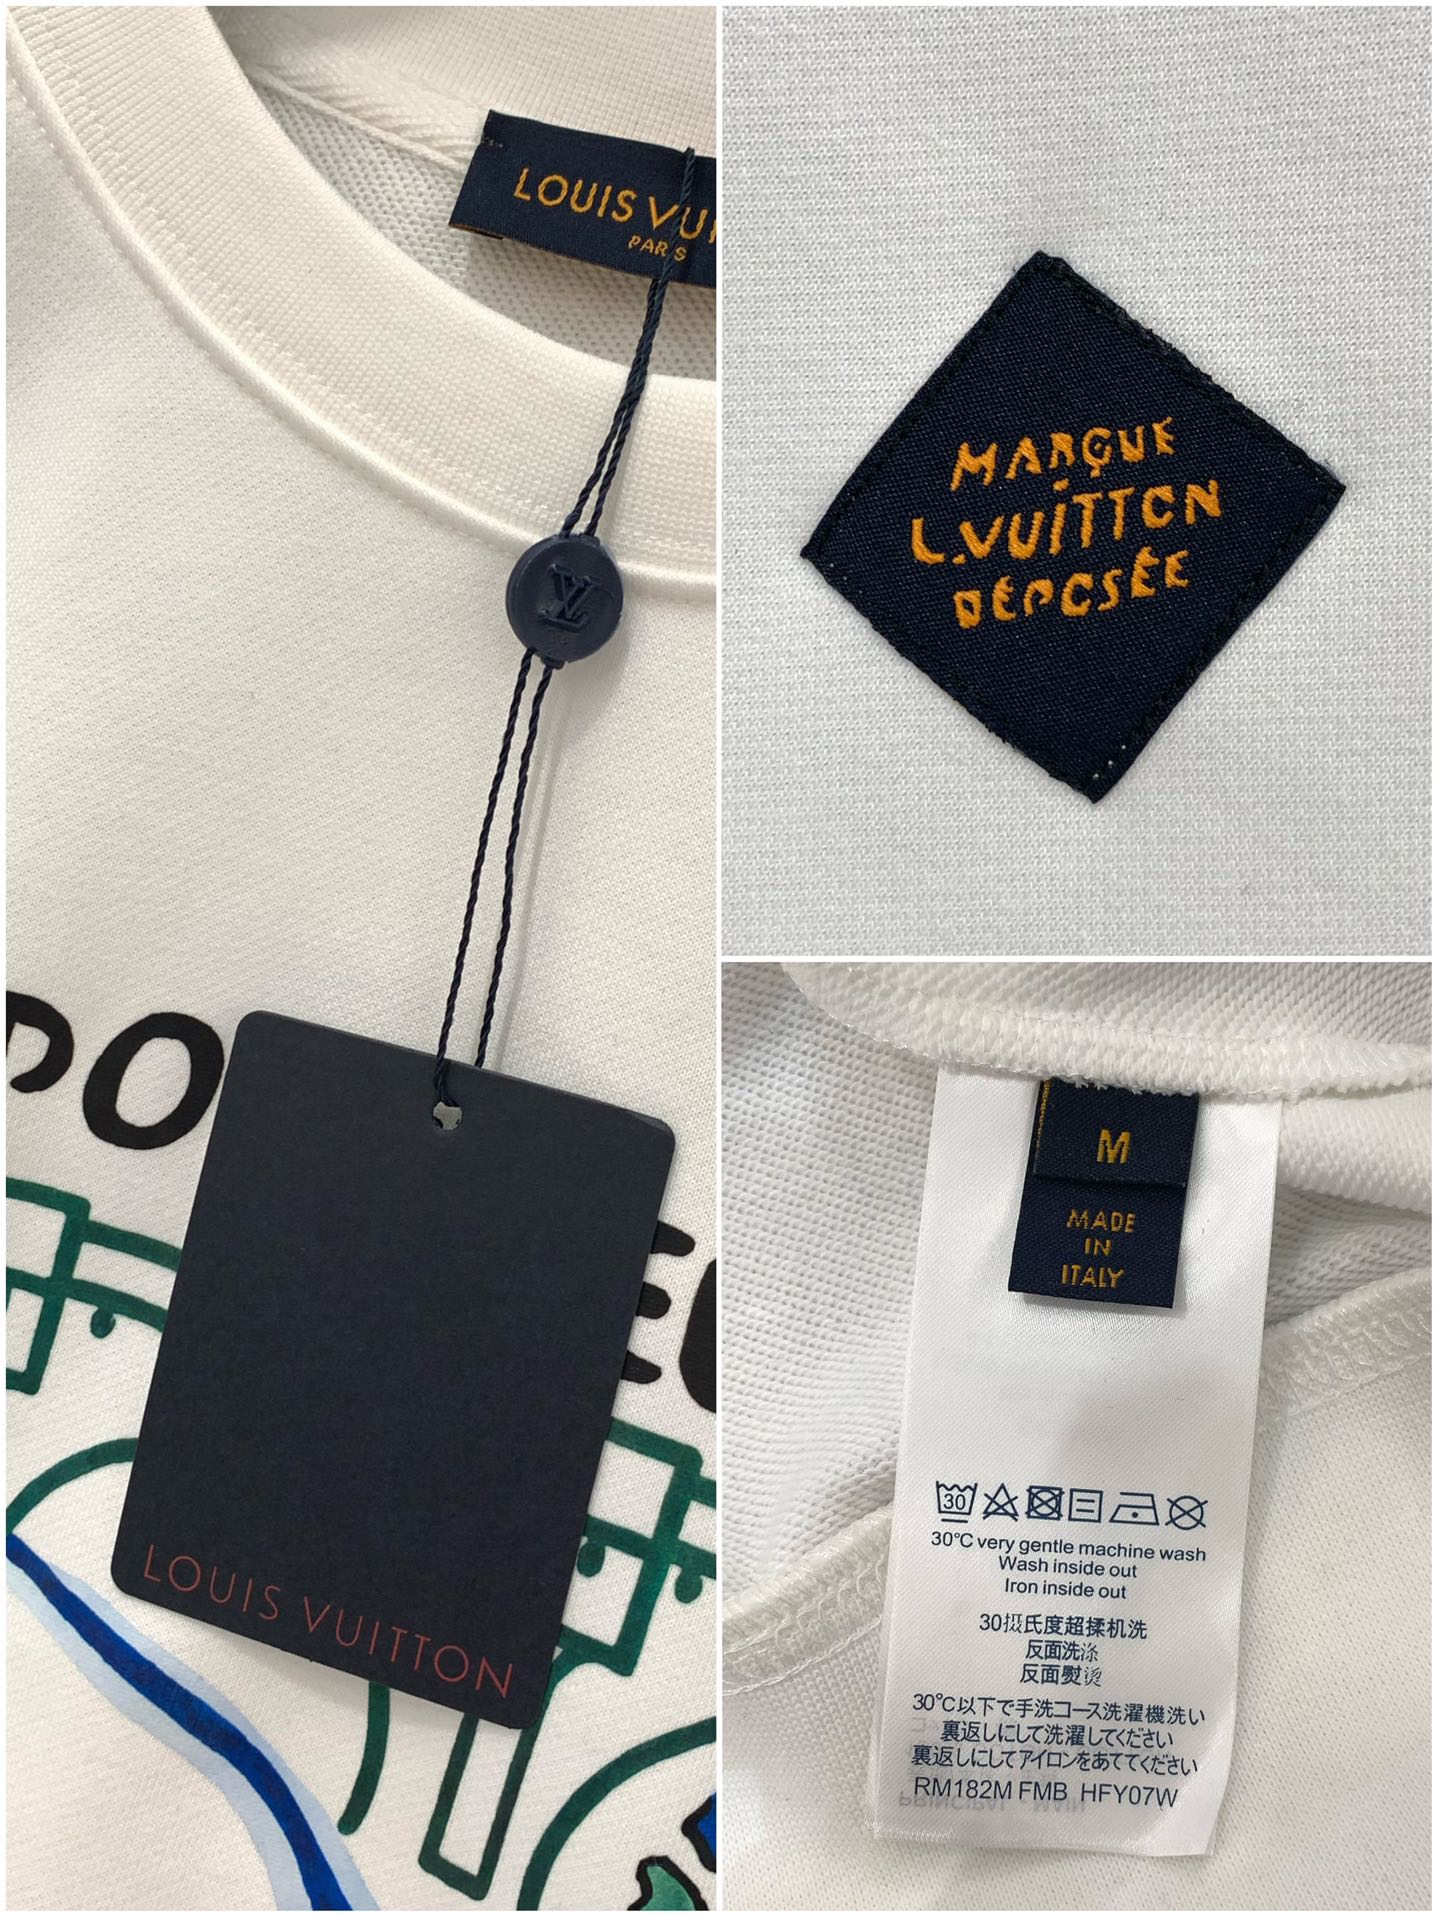 LOUIS VUI
PARIS
PO
LOUIS VUITTON
MARQUE
L.VUITTON
DÉPOSÉE
M
MADE
IN
ITALY
30
30°C very gentle machine wash
Wash inside out
Iron inside out
30摄氏度超揉机洗
反面洗涤
反面熨烫
30°C以下で手洗コース洗濯機洗い
裏返しにして洗濯してください
裏返しにしてアイロンをあててください
RM182M FMB HFY07W